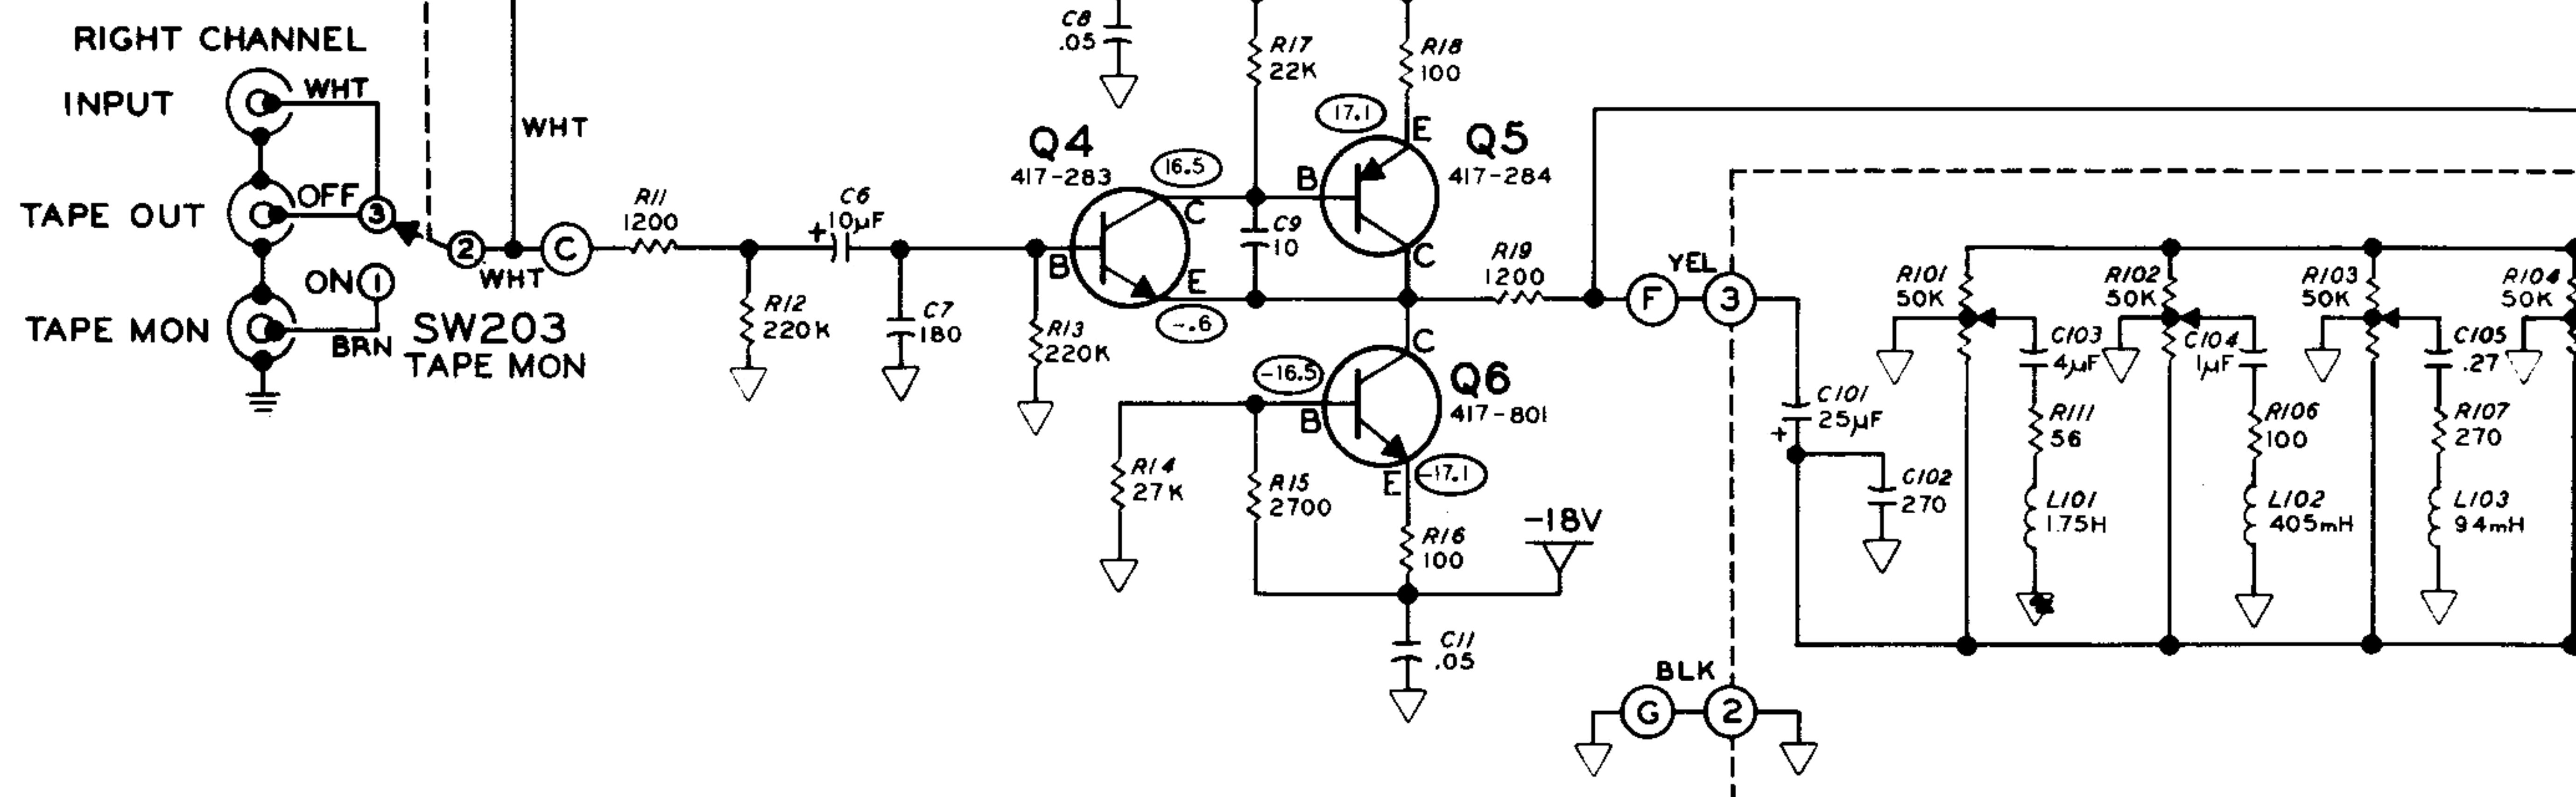 RIGHT CHANNEL
INPUT
WHT
TAPE OUT
OFF
3
TAPE MON
ON
1
BRN
SW203
TAPE MON
2
WHT
WHT
C
R11
1200
R12
220K
C6
+
10µF
C7
180
R13
220K
C8
.05
Q4
417-283
B
C
E
16.5
-.6
R17
22K
C9
10
R18
100
17.1
Q5
417-284
B
E
C
R19
1200
F
YEL
3
-16.5
Q6
417-801
B
C
E
-17.1
R14
27K
R15
2700
R16
100
-18V
C11
.05
BLK
G
2
C101
25µF
+
C102
270
R101
50K
C103
4µF
R111
56
L101
1.75H
R102
50K
C104
1µF
R106
100
L102
405mH
R103
50K
C105
.27
R107
270
L103
94mH
R104
50K